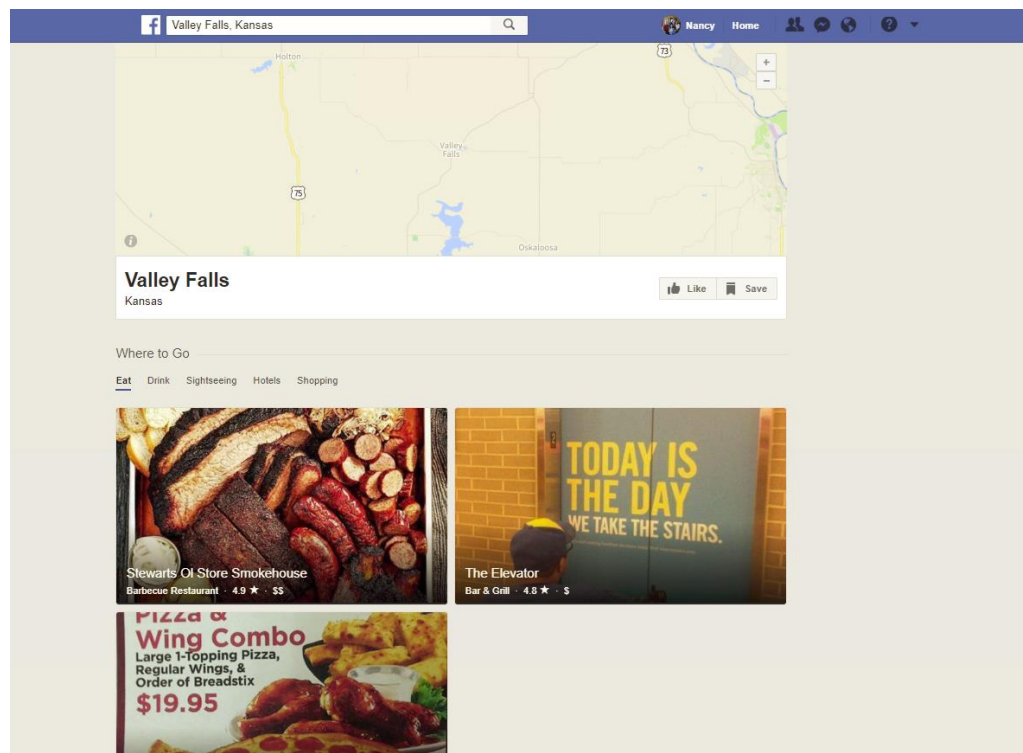 f
Valley Falls, Kansas
Nancy
Home
?
Holton
73
+
−
Valley
Falls
75
i
Oskaloosa
Valley Falls
Kansas
Like
Save
Where to Go
Eat Drink Sightseeing Hotels Shopping
Stewarts Ol Store Smokehouse
Barbecue Restaurant · 4.9 ★ · $$
TODAY IS
THE DAY
WE TAKE THE STAIRS.
The Elevator
Bar & Grill · 4.8 ★ · $
Pizza &
Wing Combo
Large 1-Topping Pizza,
Regular Wings, &
Order of Breadstix
$19.95